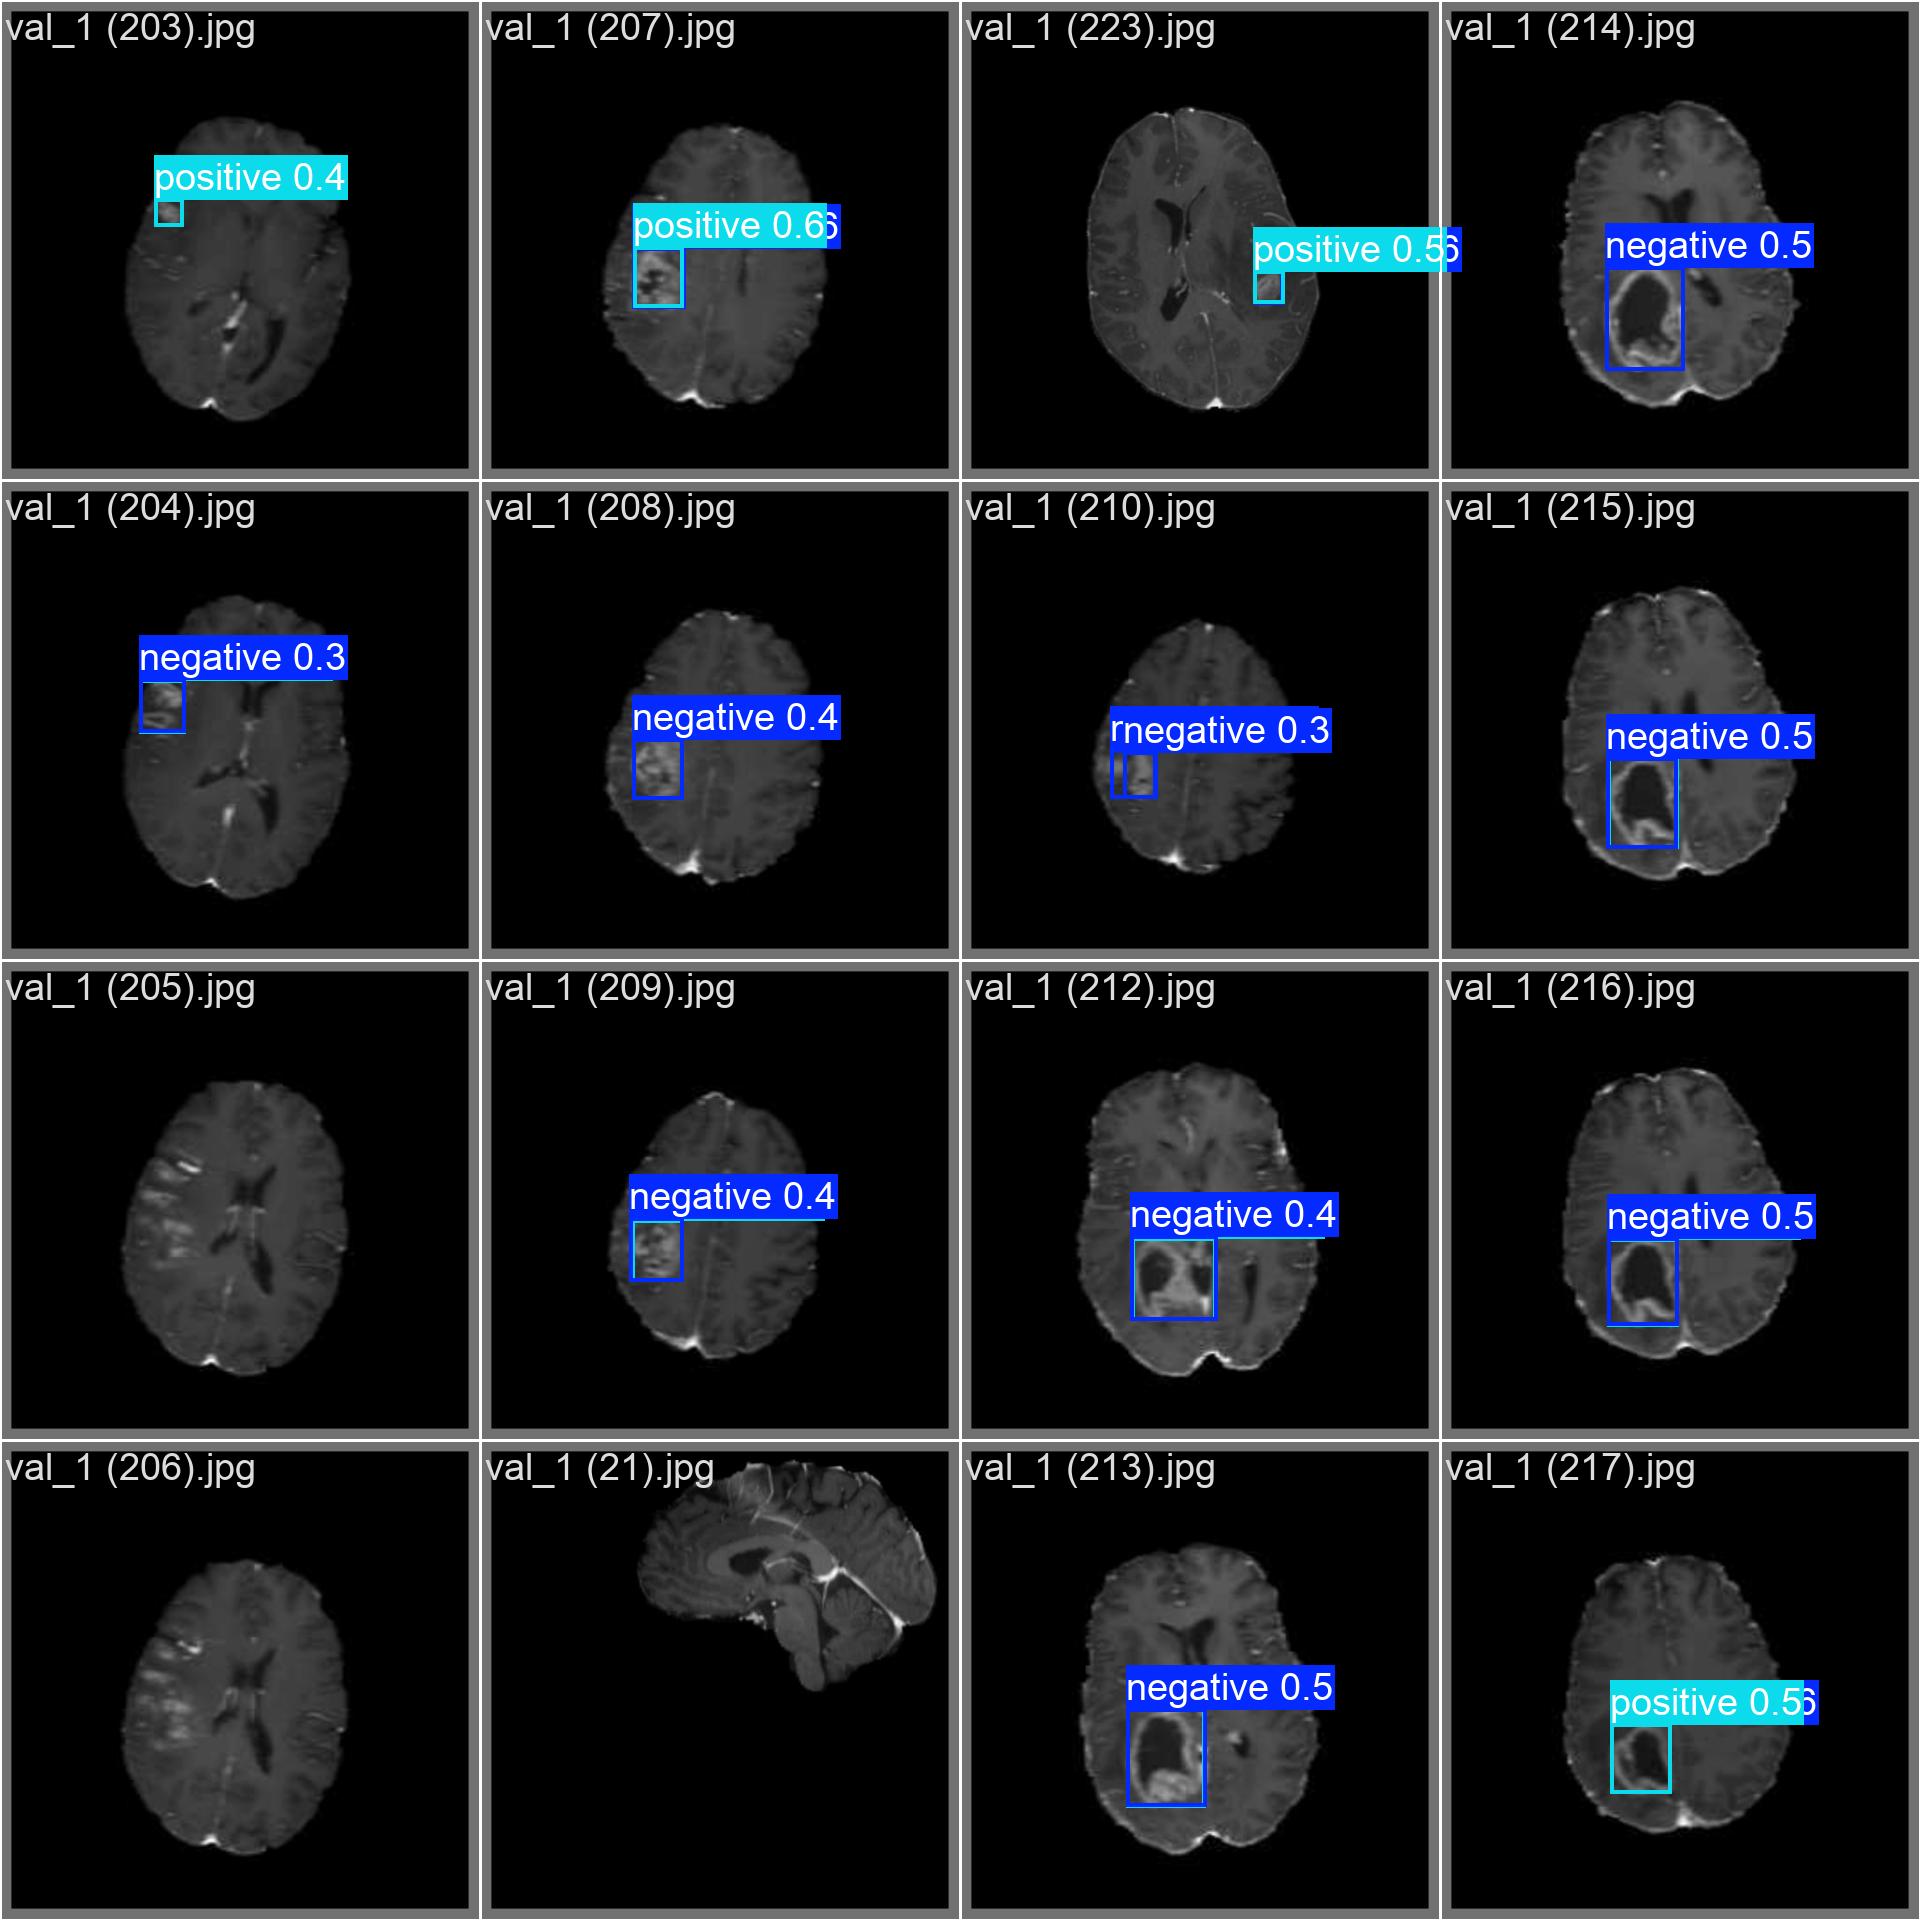 val_1 (203).jpg
positive 0.4
val_1 (207).jpg
positive 0.66
val_1 (223).jpg
positive 0.56
val_1 (214).jpg
negative 0.5
val_1 (204).jpg
negative 0.3
val_1 (208).jpg
negative 0.4
val_1 (210).jpg
rnegative 0.3
val_1 (215).jpg
negative 0.5
val_1 (205).jpg
val_1 (209).jpg
negative 0.4
val_1 (212).jpg
negative 0.4
val_1 (216).jpg
negative 0.5
val_1 (206).jpg
val_1 (21).jpg
val_1 (213).jpg
negative 0.5
val_1 (217).jpg
positive 0.56